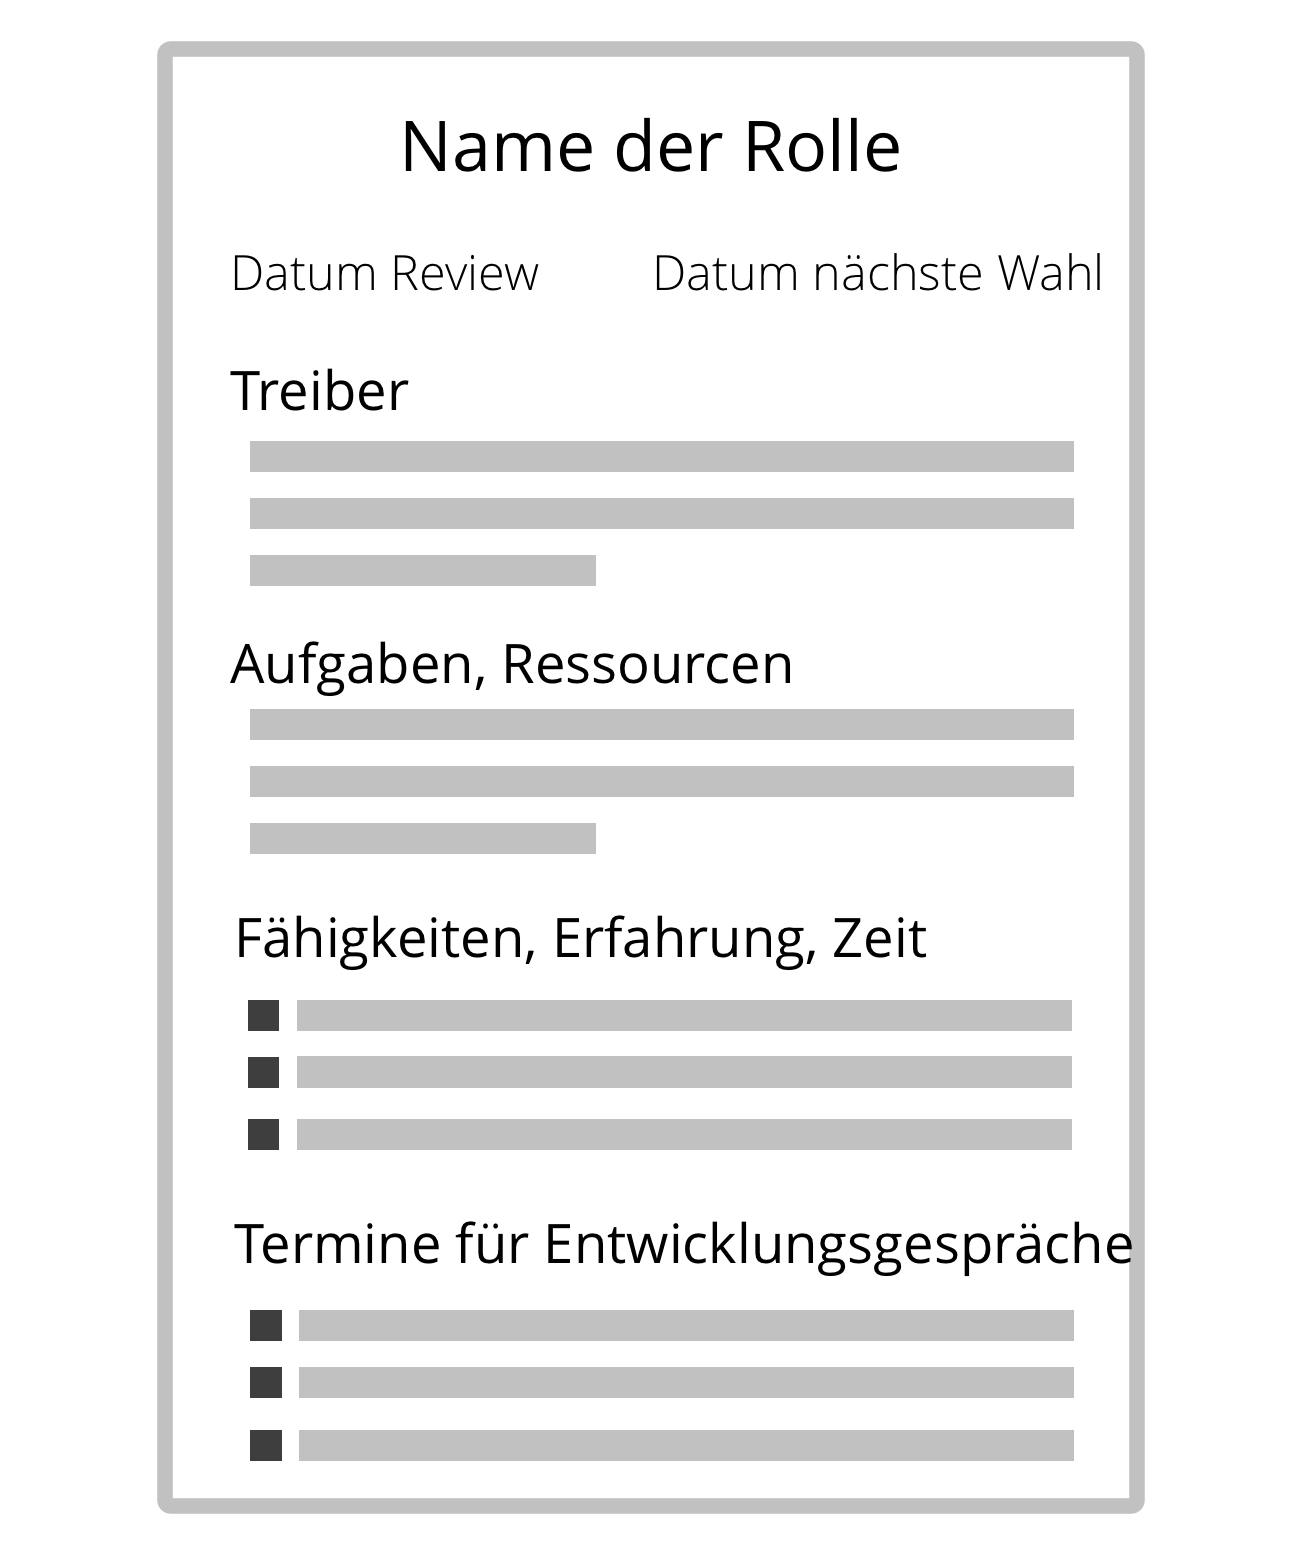 Name der Rolle
Datum Review Datum nächste Wahl
Treiber
Aufgaben, Ressourcen
Fähigkeiten, Erfahrung, Zeit
Termine für Entwicklungsgespräche